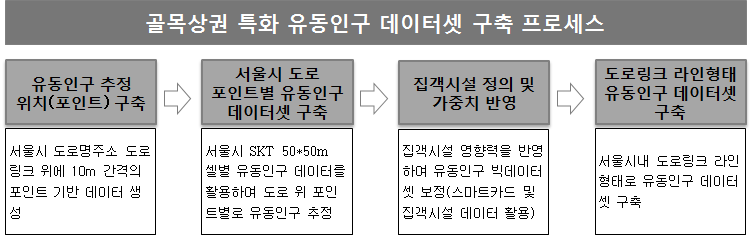 골목상권 특화 유동인구 데이터셋 구축 프로세스
유동인구 추정
위치(포인트) 구축
서울시 도로명주소 도로
링크 위에 10m 간격의
포인트 기반 데이터 생
성
서울시 도로
포인트별 유동인구
데이터셋 구축
서울시 SKT 50*50m
셀별 유동인구 데이터를
활용하여 도로 위 포인
트별로 유동인구 추정
집객시설 정의 및
가중치 반영
집객시설 영향력을 반영
하여 유동인구 빅데이터
셋 보정(스마트카드 및
집객시설 데이터 활용)
도로링크 라인형태
유동인구 데이터셋
구축
서울시내 도로링크 라인
형태로 유동인구 데이터
셋 구축